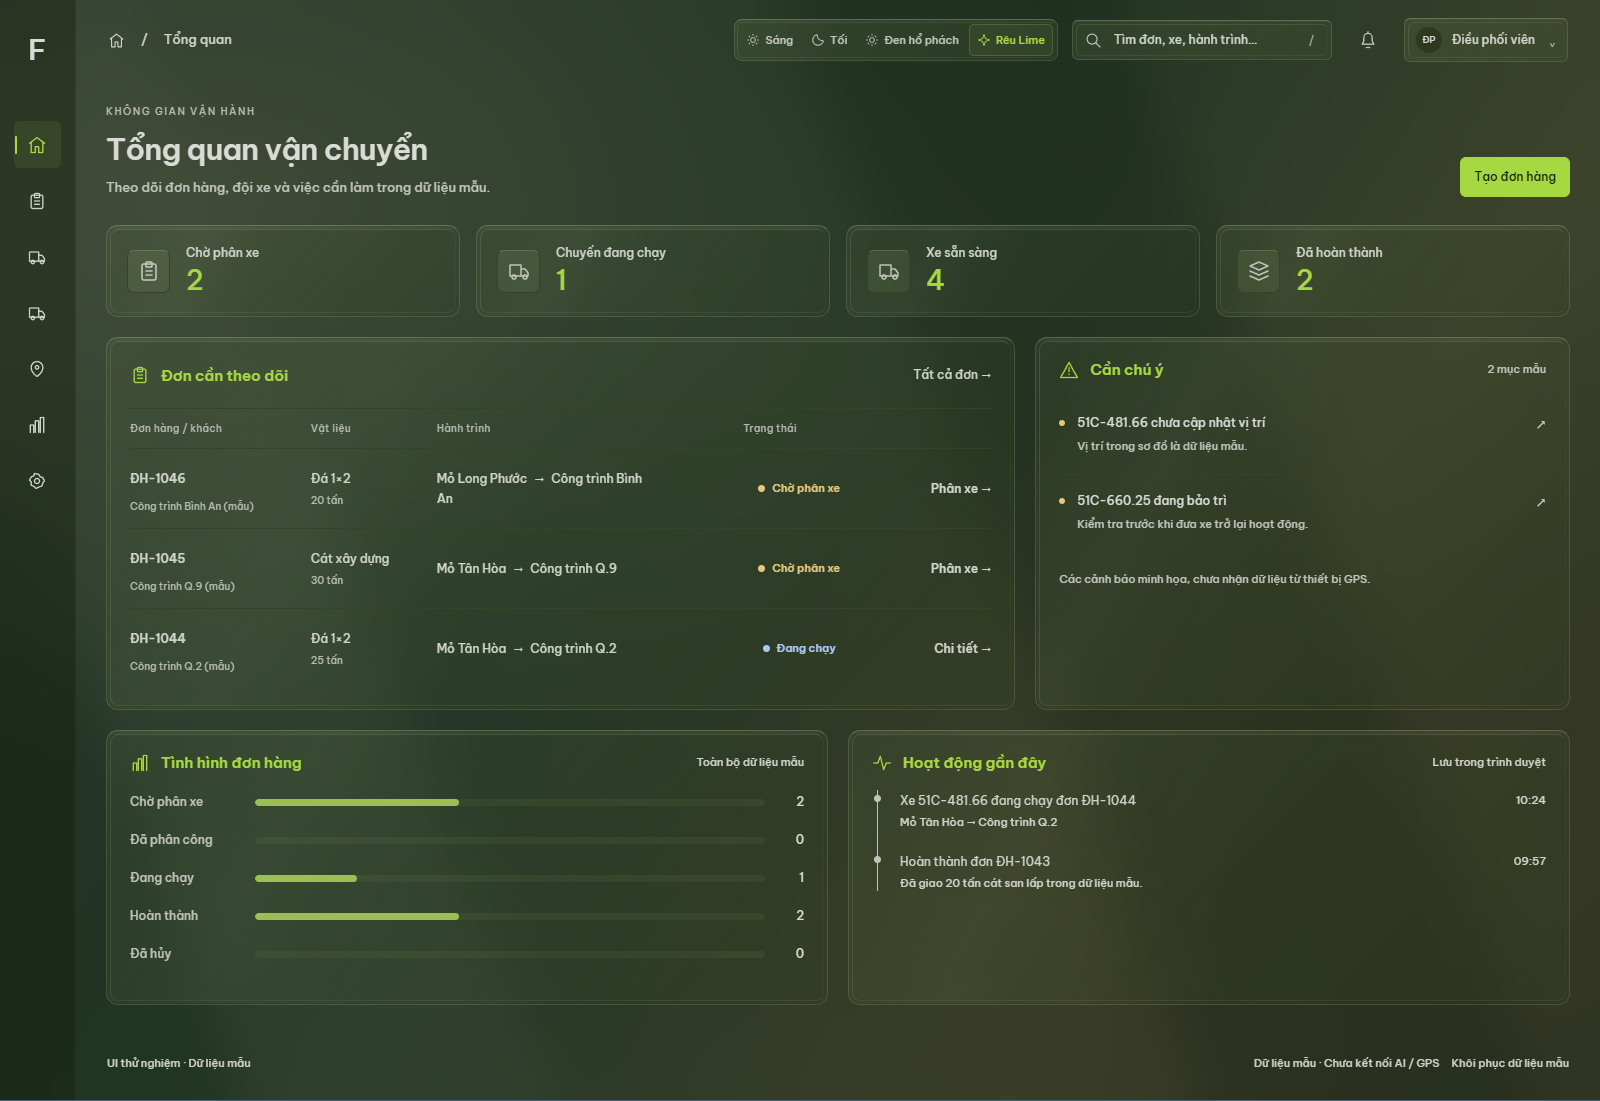 F
/ Tổng quan
Sáng Tối Đen hổ phách Rêu Lime
Tìm đơn, xe, hành trình... /
ĐP Điều phối viên
KHÔNG GIAN VẬN HÀNH
Tổng quan vận chuyển
Theo dõi đơn hàng, đội xe và việc cần làm trong dữ liệu mẫu.
Tạo đơn hàng
Chờ phân xe
2
Chuyến đang chạy
1
Xe sẵn sàng
4
Đã hoàn thành
2
Đơn cần theo dõi
Tất cả đơn →
Đơn hàng / khách Vật liệu Hành trình Trạng thái
ĐH-1046
Công trình Bình An (mẫu)
Đá 1×2
20 tấn
Mỏ Long Phước → Công trình Bình
An
Chờ phân xe
Phân xe →
ĐH-1045
Công trình Q.9 (mẫu)
Cát xây dựng
30 tấn
Mỏ Tân Hòa → Công trình Q.9
Chờ phân xe
Phân xe →
ĐH-1044
Công trình Q.2 (mẫu)
Đá 1×2
25 tấn
Mỏ Tân Hòa → Công trình Q.2
Đang chạy
Chi tiết →
Cần chú ý
2 mục mẫu
51C-481.66 chưa cập nhật vị trí ↗
Vị trí trong sơ đồ là dữ liệu mẫu.
51C-660.25 đang bảo trì ↗
Kiểm tra trước khi đưa xe trở lại hoạt động.
Các cảnh báo minh họa, chưa nhận dữ liệu từ thiết bị GPS.
Tình hình đơn hàng
Toàn bộ dữ liệu mẫu
Chờ phân xe 2
Đã phân công 0
Đang chạy 1
Hoàn thành 2
Đã hủy 0
Hoạt động gần đây
Lưu trong trình duyệt
Xe 51C-481.66 đang chạy đơn ĐH-1044 10:24
Mỏ Tân Hòa → Công trình Q.2
Hoàn thành đơn ĐH-1043 09:57
Đã giao 20 tấn cát san lấp trong dữ liệu mẫu.
UI thử nghiệm · Dữ liệu mẫu
Dữ liệu mẫu · Chưa kết nối AI / GPS Khôi phục dữ liệu mẫu